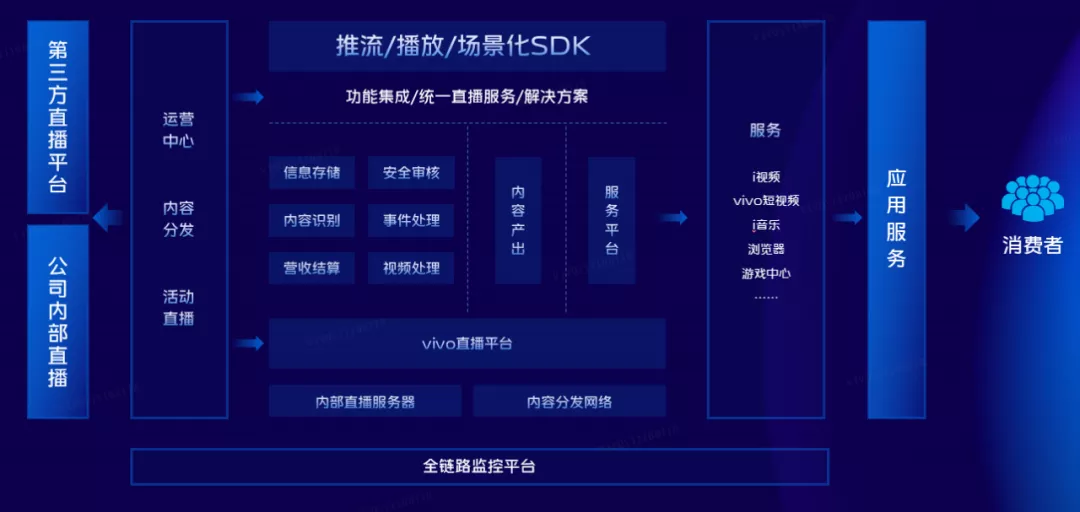 第三方直播平台
公司内部直播
运营
中心
内容
分发
活动
直播
推流/播放/场景化SDK
功能集成/统一直播服务/解决方案
信息存储
安全审核
内容识别
事件处理
营收结算
视频处理
内容产出
服务平台
vivo直播平台
内部直播服务器
内容分发网络
服务
i视频
vivo短视频
i音乐
浏览器
游戏中心
......
应用服务
消费者
全链路监控平台